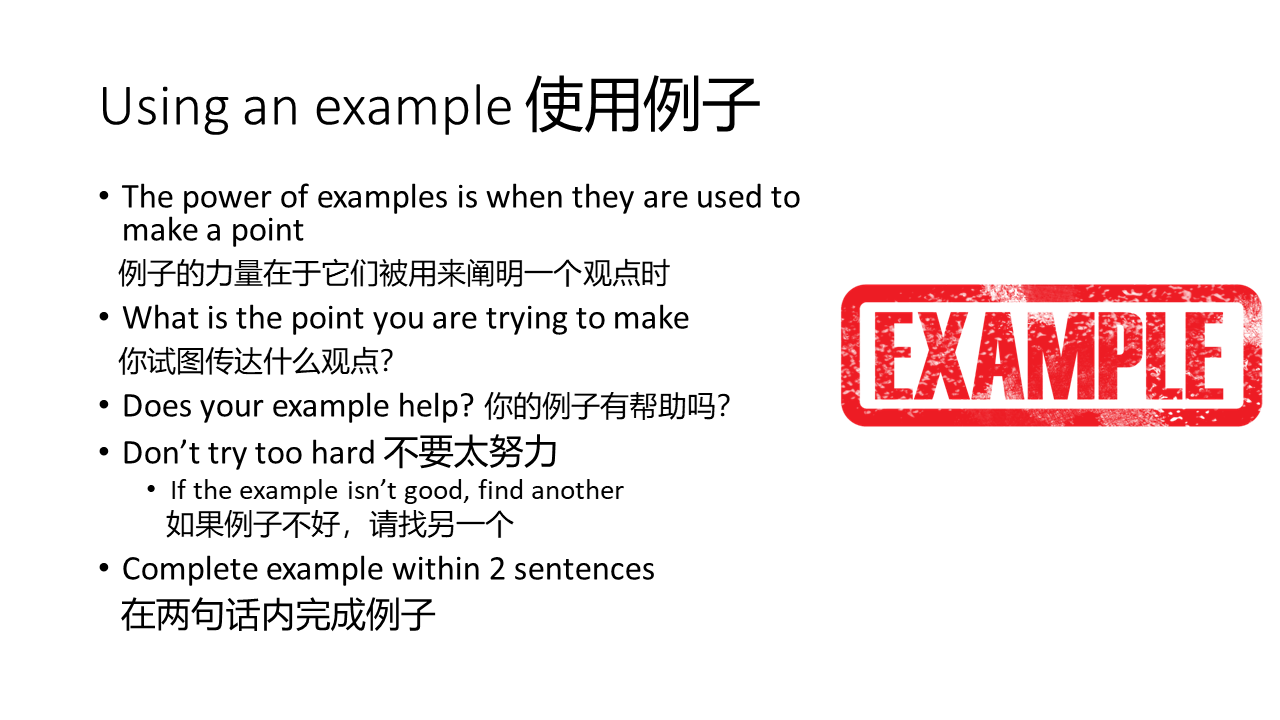 Using an example 使用例子
• The power of examples is when they are used to
make a point
例子的力量在于它们被用来阐明一个观点时
• What is the point you are trying to make
你试图传达什么观点?
• Does your example help? 你的例子有帮助吗?
• Don’t try too hard 不要太努力
• If the example isn’t good, find another
如果例子不好，请找另一个
• Complete example within 2 sentences
在两句话内完成例子
EXAMPLE